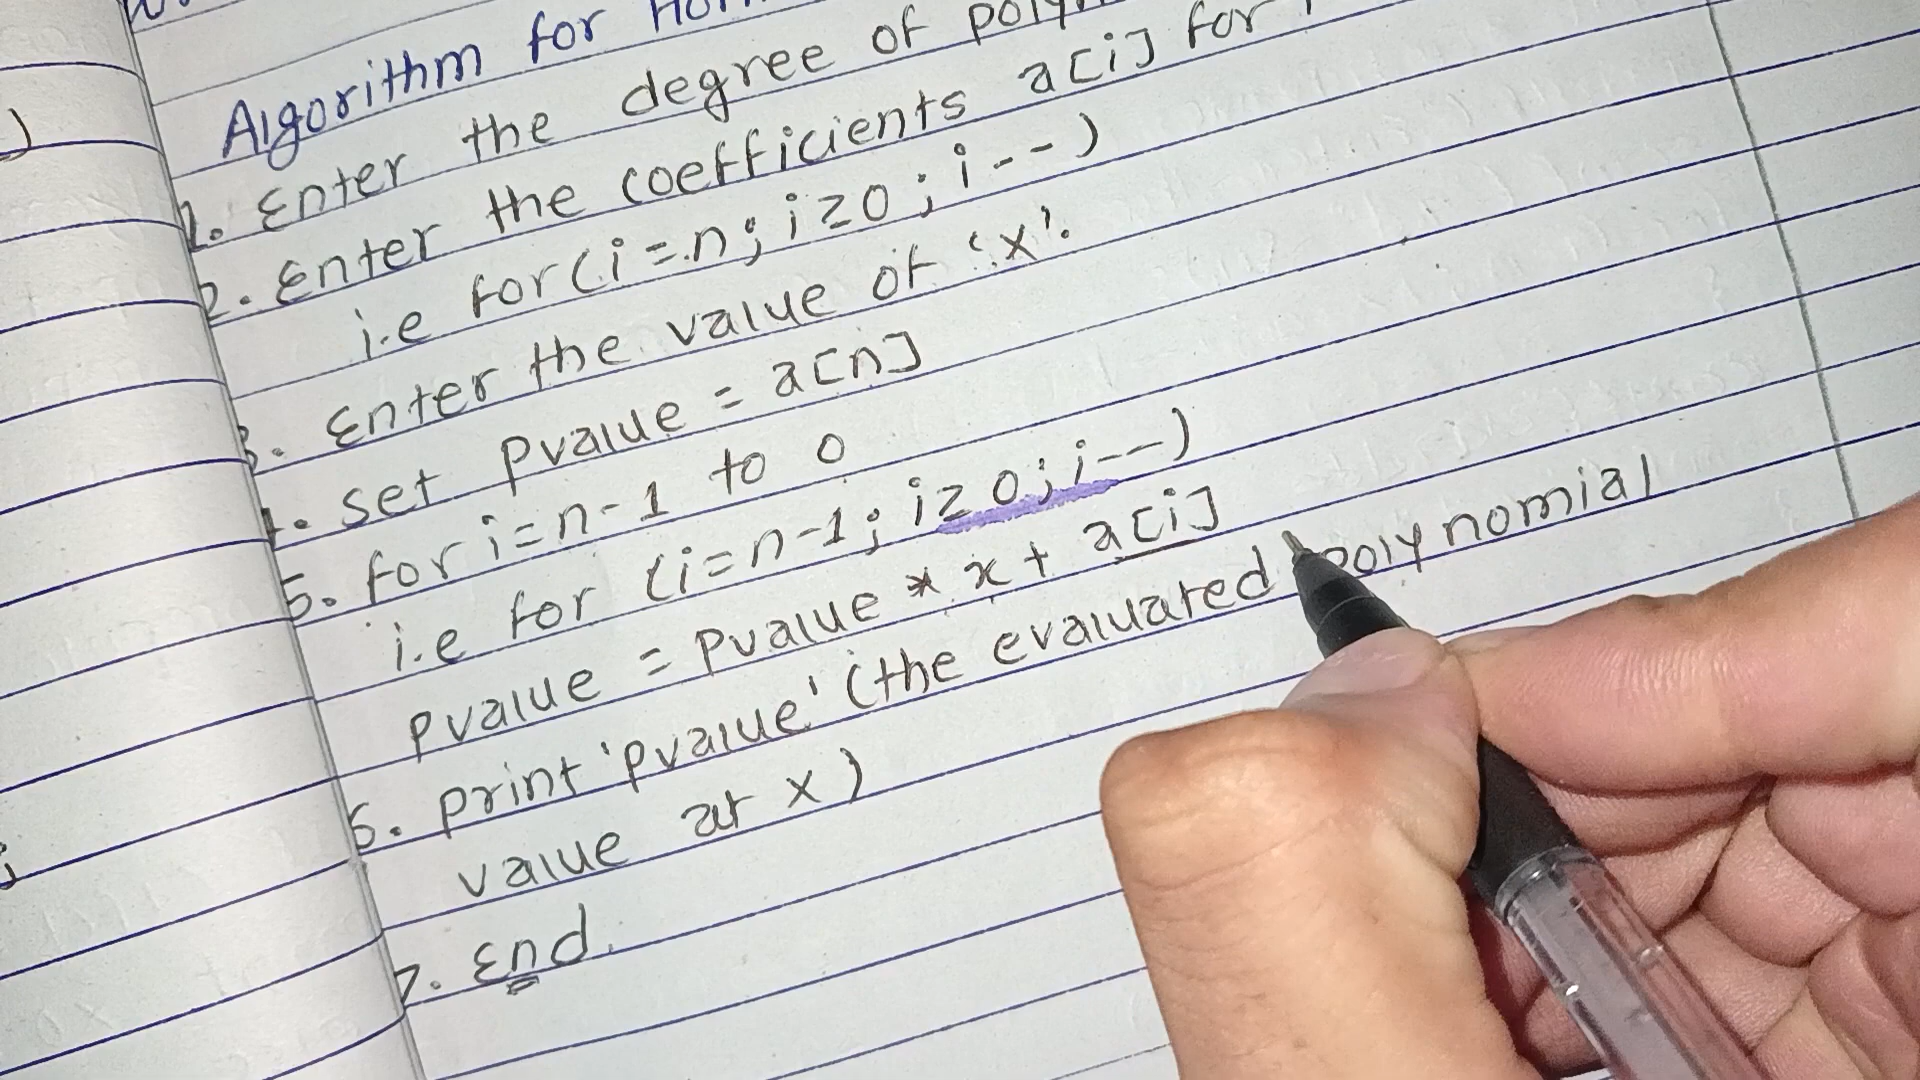 Algorithm for
1. Enter the degree of
2. Enter the coefficients a[i] for
i.e for(i=n; i≥0; i--)
3. Enter the value of 'x'.
4. set pvalue = a[n]
5. for i=n-1 to 0
i.e for (i=n-1; i≥0; i--)
pvalue = pvalue * x + a[i]
6. print 'pvalue' (the evaluated polynomial
value at x)
7. End.